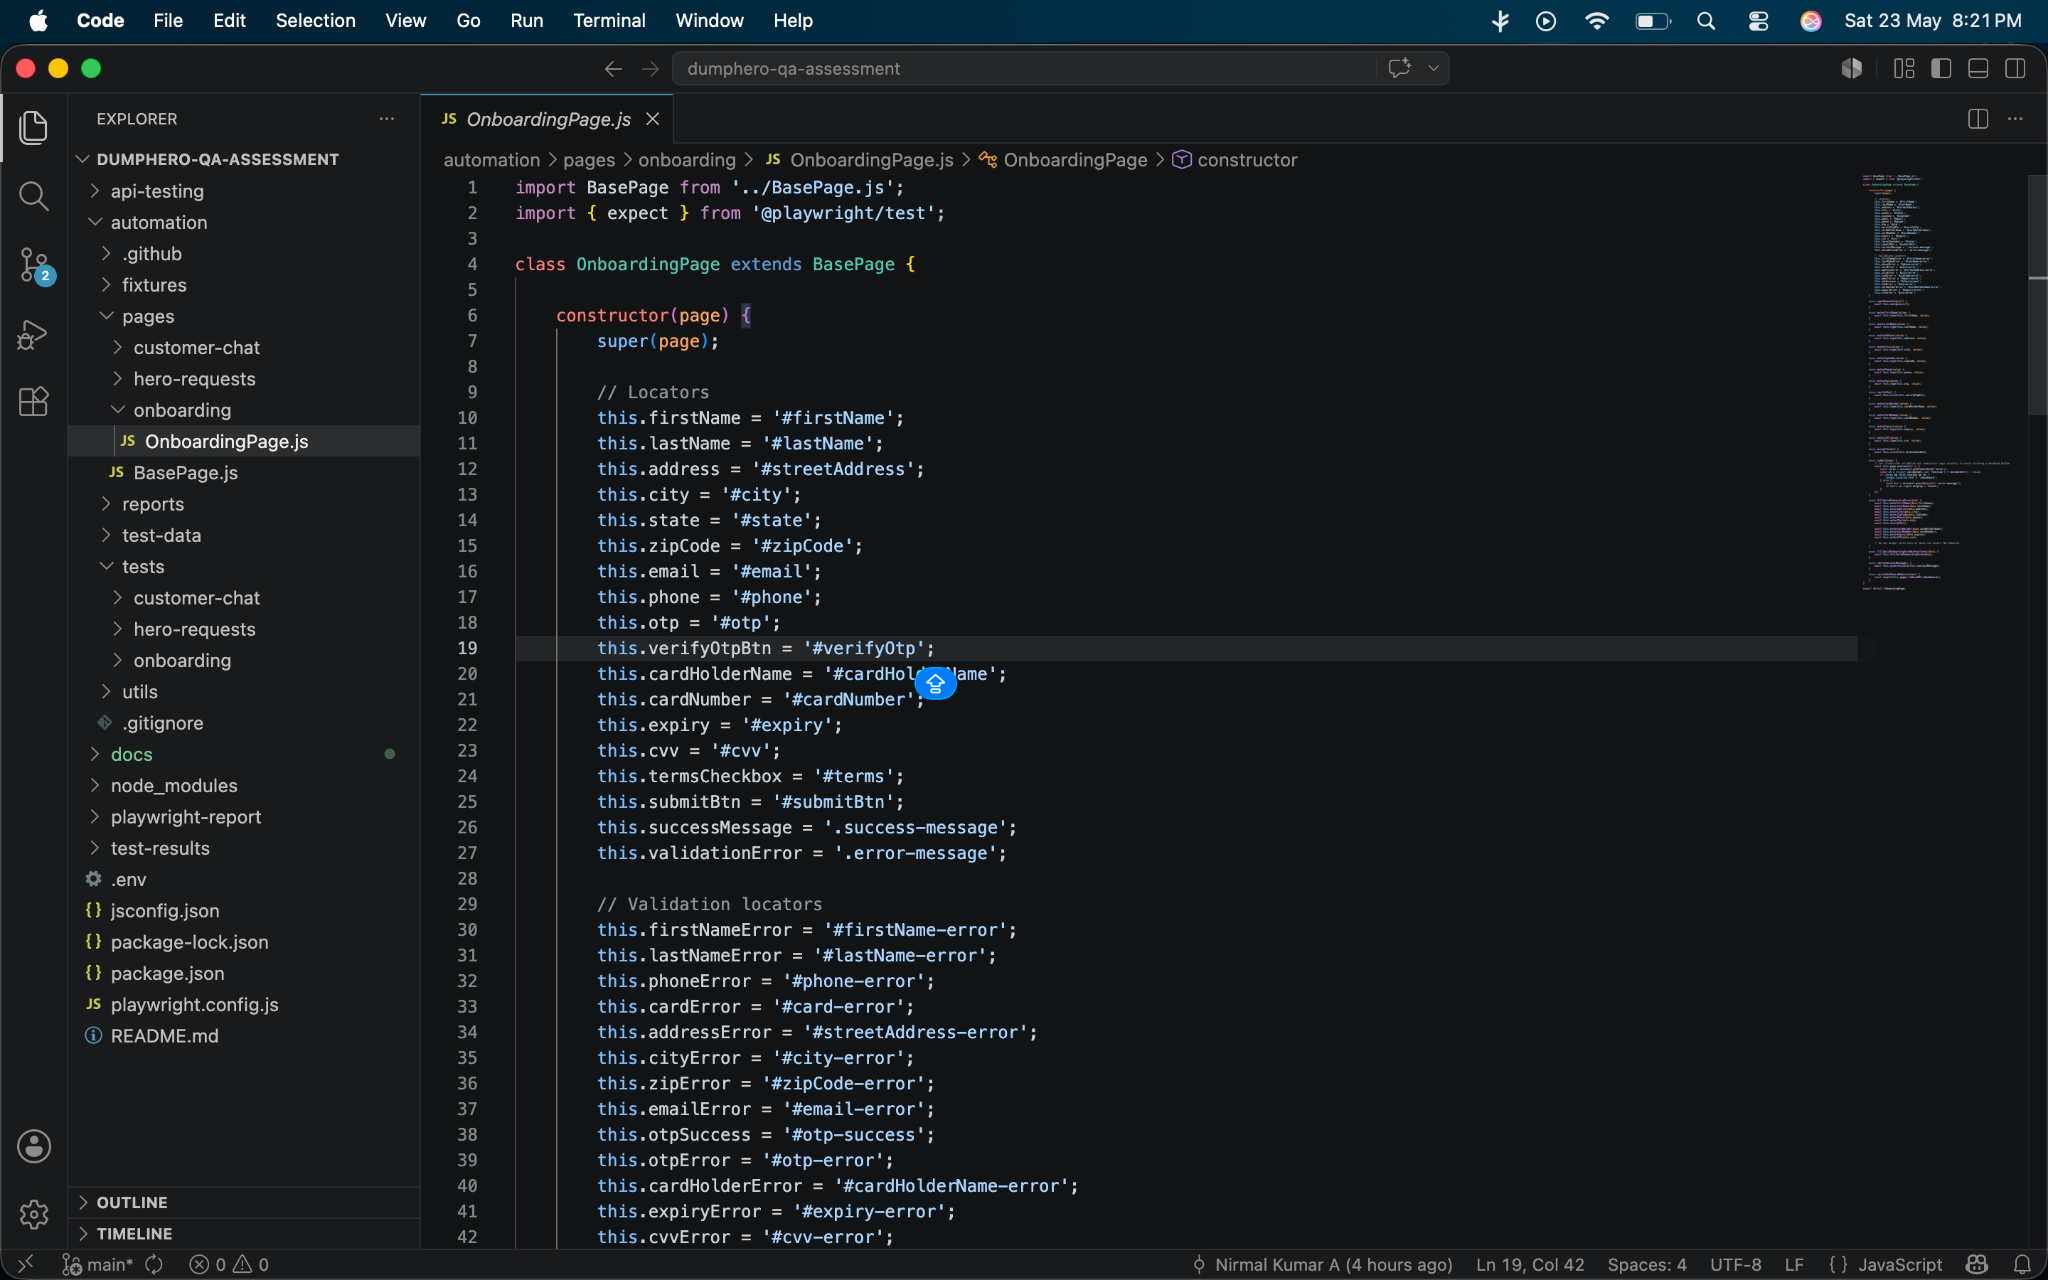 Code File Edit Selection View Go Run Terminal Window Help Sat 23 May 8:21 PM
dumphero-qa-assessment
EXPLORER
DUMPHERO-QA-ASSESSMENT
api-testing
automation
.github
fixtures
pages
customer-chat
hero-requests
onboarding
JS OnboardingPage.js
JS BasePage.js
reports
test-data
tests
customer-chat
hero-requests
onboarding
utils
.gitignore
docs
node_modules
playwright-report
test-results
.env
{} jsconfig.json
{} package-lock.json
{} package.json
JS playwright.config.js
README.md
OUTLINE
TIMELINE
2
JS OnboardingPage.js
automation > pages > onboarding > JS OnboardingPage.js > OnboardingPage > constructor
1 import BasePage from '../BasePage.js';
2 import { expect } from '@playwright/test';
3
4 class OnboardingPage extends BasePage {
5
6 constructor(page) {
7 super(page);
8
9 // Locators
10 this.firstName = '#firstName';
11 this.lastName = '#lastName';
12 this.address = '#streetAddress';
13 this.city = '#city';
14 this.state = '#state';
15 this.zipCode = '#zipCode';
16 this.email = '#email';
17 this.phone = '#phone';
18 this.otp = '#otp';
19 this.verifyOtpBtn = '#verifyOtp';
20 this.cardHolderName = '#cardHol ame';
21 this.cardNumber = '#cardNumber';
22 this.expiry = '#expiry';
23 this.cvv = '#cvv';
24 this.termsCheckbox = '#terms';
25 this.submitBtn = '#submitBtn';
26 this.successMessage = '.success-message';
27 this.validationError = '.error-message';
28
29 // Validation locators
30 this.firstNameError = '#firstName-error';
31 this.lastNameError = '#lastName-error';
32 this.phoneError = '#phone-error';
33 this.cardError = '#card-error';
34 this.addressError = '#streetAddress-error';
35 this.cityError = '#city-error';
36 this.zipError = '#zipCode-error';
37 this.emailError = '#email-error';
38 this.otpSuccess = '#otp-success';
39 this.otpError = '#otp-error';
40 this.cardHolderError = '#cardHolderName-error';
41 this.expiryError = '#expiry-error';
42 this.cvvError = '#cvv-error';
main* 0 0 Nirmal Kumar A (4 hours ago) Ln 19, Col 42 Spaces: 4 UTF-8 LF {} JavaScript